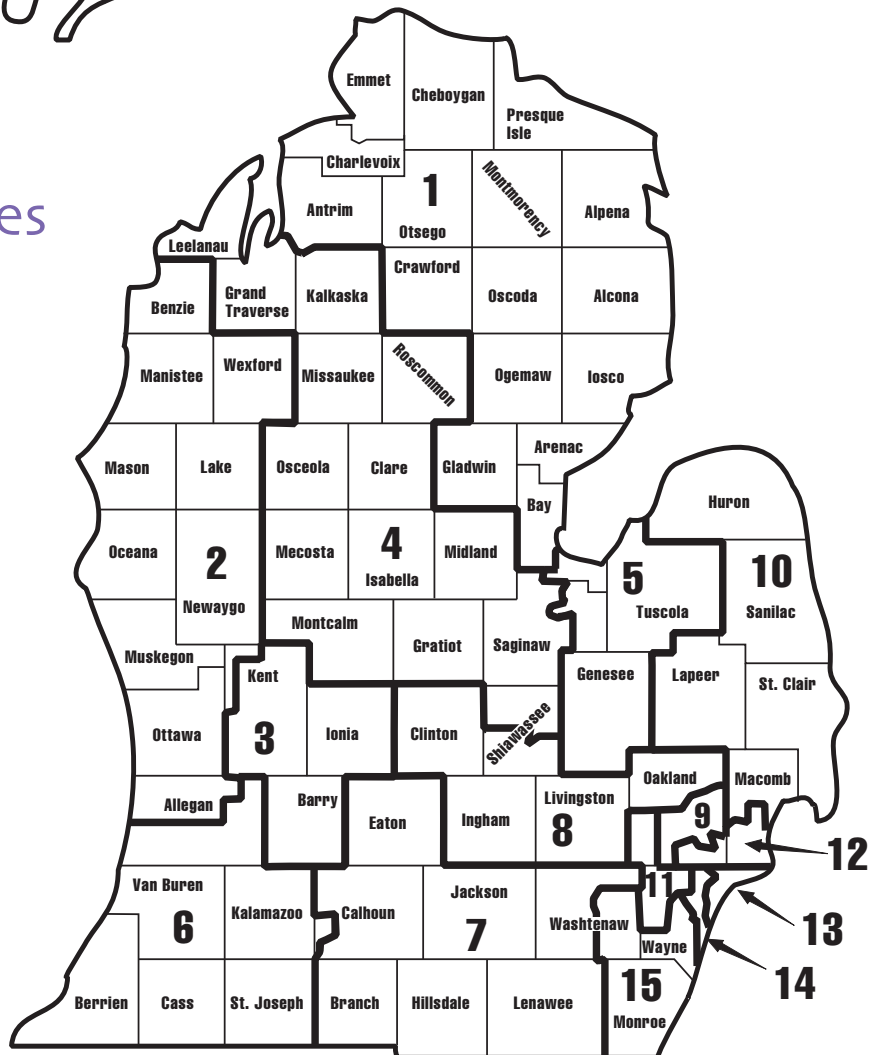 Emmet
Cheboygan
Presque
Isle
Charlevoix
es
Antrim
1
Otsego
Montmorency
Alpena
Leelanau
Benzie
Grand
Traverse
Kalkaska
Crawford
Oscoda
Alcona
Manistee
Wexford
Missaukee
Roscommon
Ogemaw
Iosco
Mason
Lake
Osceola
Clare
Gladwin
Arenac
Bay
Huron
Oceana
2
Newaygo
Mecosta
4
Isabella
Midland
5
Tuscola
10
Sanilac
Muskegon
Montcalm
Gratiot
Saginaw
Kent
Genesee
Lapeer
St. Clair
Ottawa
3
Ionia
Clinton
Shiawassee
Allegan
Barry
Eaton
Ingham
Livingston
8
Oakland
9
Macomb
12
Van Buren
6
Kalamazoo
Calhoun
Jackson
7
Washtenaw
11
Wayne
13
14
Berrien
Cass
St. Joseph
Branch
Hillsdale
Lenawee
15
Monroe